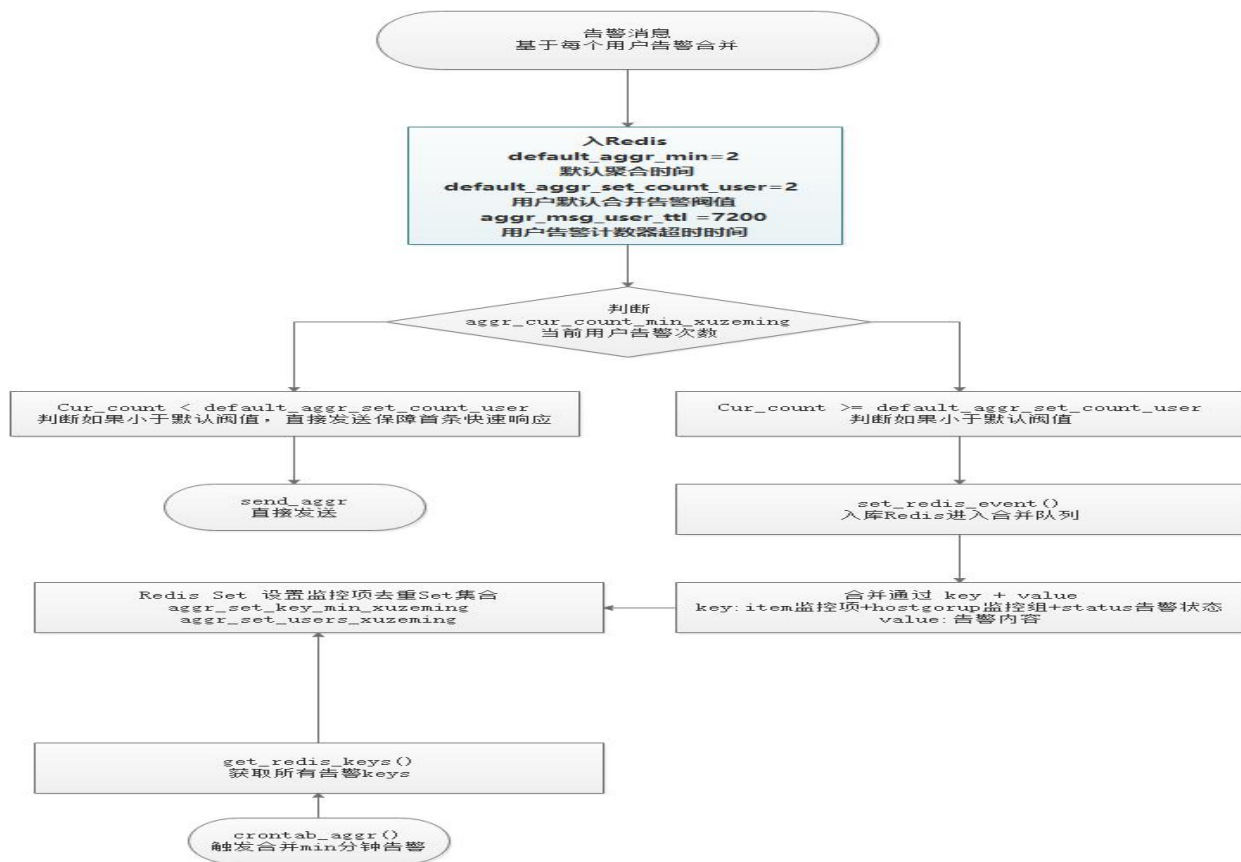 告警消息
基于每个用户告警合并
入Redis
default_aggr_min=2
默认聚合时间
default_aggr_set_count_user=2
用户默认合并告警阀值
aggr_msg_user_ttl =7200
用户告警计数器超时时间
判断
aggr_cur_count_min_xuzeming
当前用户告警次数
Cur_count < default_aggr_set_count_user
判断如果小于默认阀值，直接发送保障首条快速响应
Cur_count >= default_aggr_set_count_user
判断如果小于默认阀值
send_aggr
直接发送
set_redis_event()
入库Redis进入合并队列
Redis Set 设置监控项去重Set集合
aggr_set_key_min_xuzeming
aggr_set_users_xuzeming
合并通过 key + value
key:item监控项+hostgorup监控组+status告警状态
value:告警内容
get_redis_keys()
获取所有告警keys
crontab_aggr()
触发合并min分钟告警